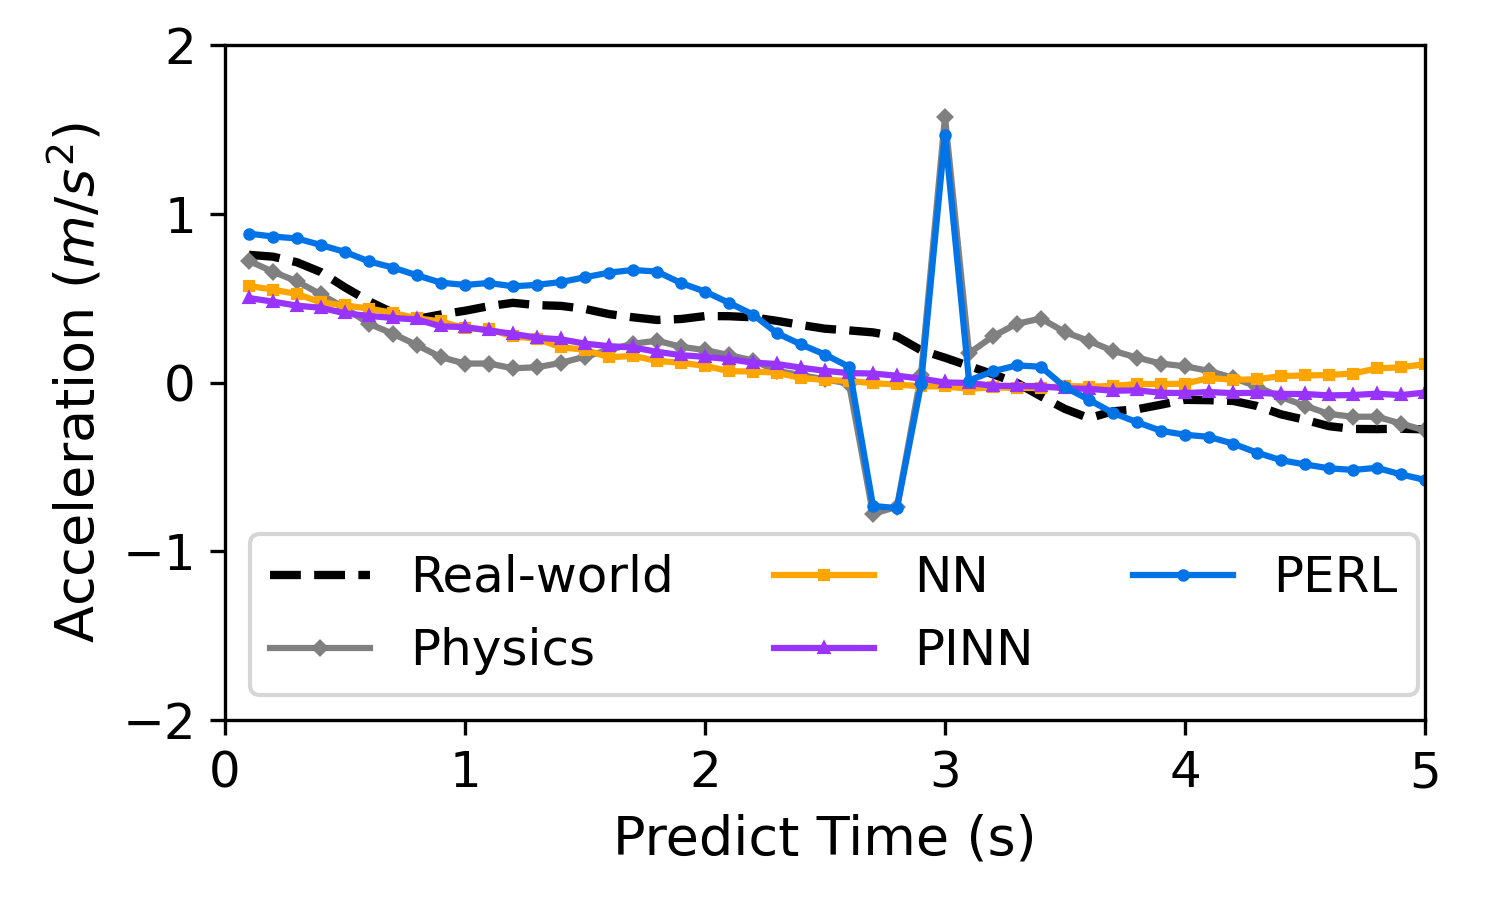 2
1
0
−1
−2
Acceleration (m/s²)
Real-world
Physics
NN
PINN
PERL
0 1 2 3 4 5
Predict Time (s)